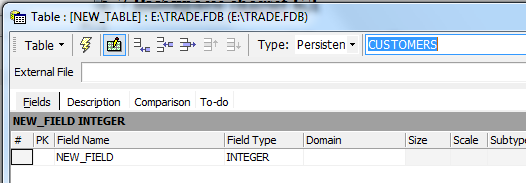 Table : [NEW_TABLE] : E:\TRADE.FDB (E:\TRADE.FDB)
Table Type: Persisten CUSTOMERS
External File
Fields Description Comparison To-do
NEW_FIELD INTEGER
# PK Field Name Field Type Domain Size Scale Subtype
NEW_FIELD INTEGER